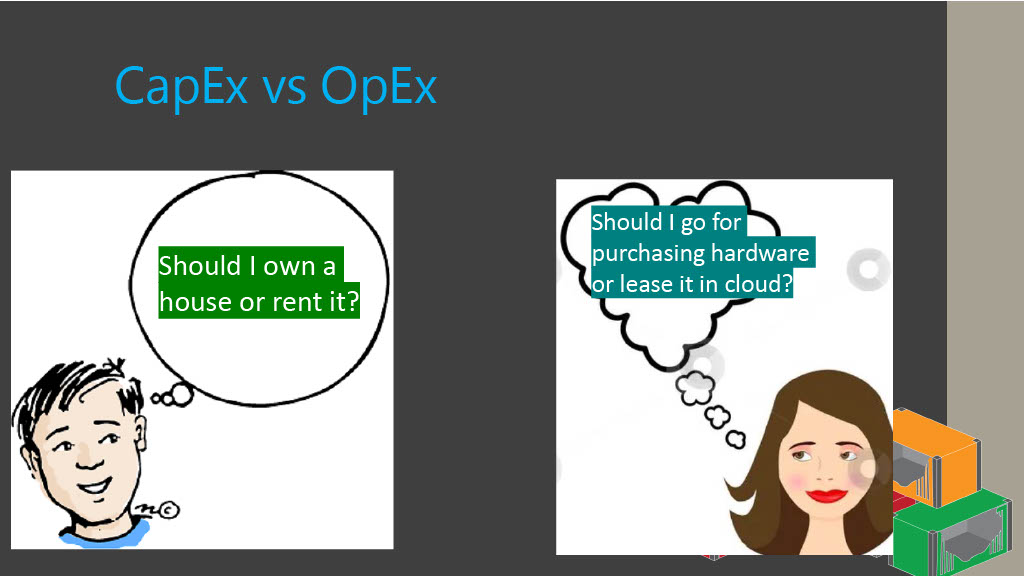 CapEx vs OpEx
Should I own a
house or rent it?
Should I go for
purchasing hardware
or lease it in cloud?